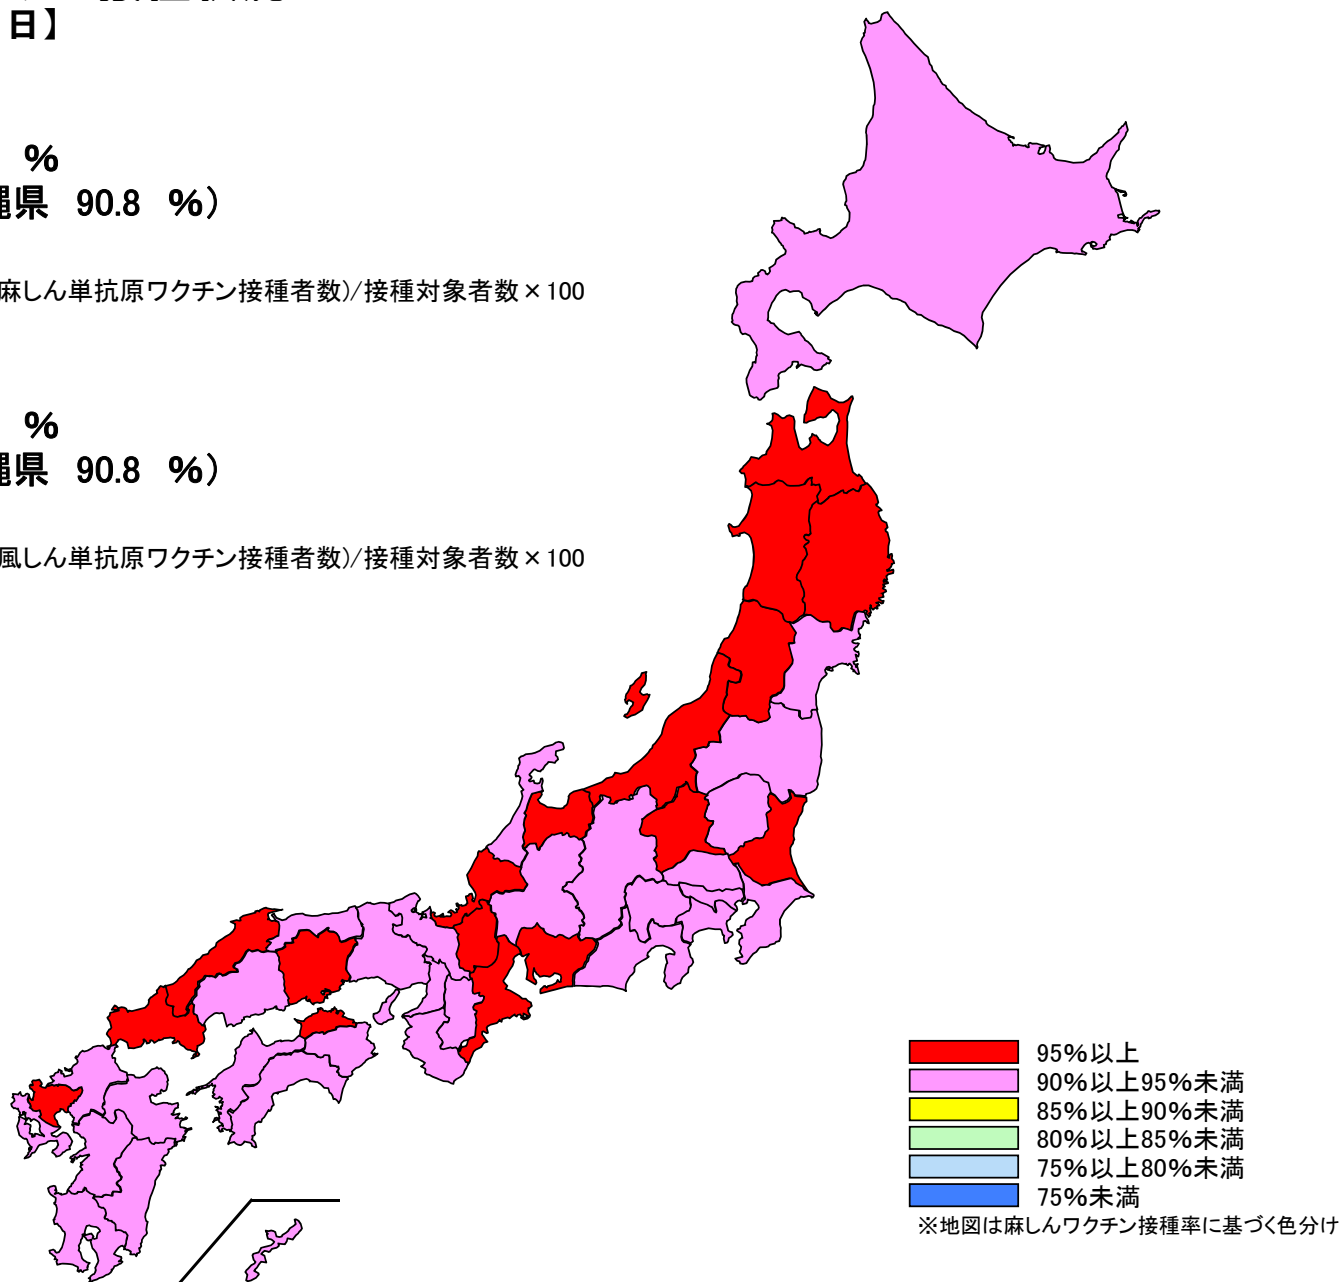 日】
%
縄県 90.8 %)
麻しん単抗原ワクチン接種者数)/接種対象者数×100
%
縄県 90.8 %)
風しん単抗原ワクチン接種者数)/接種対象者数×100
95%以上
90%以上95%未満
85%以上90%未満
80%以上85%未満
75%以上80%未満
75%未満
※地図は麻しんワクチン接種率に基づく色分け